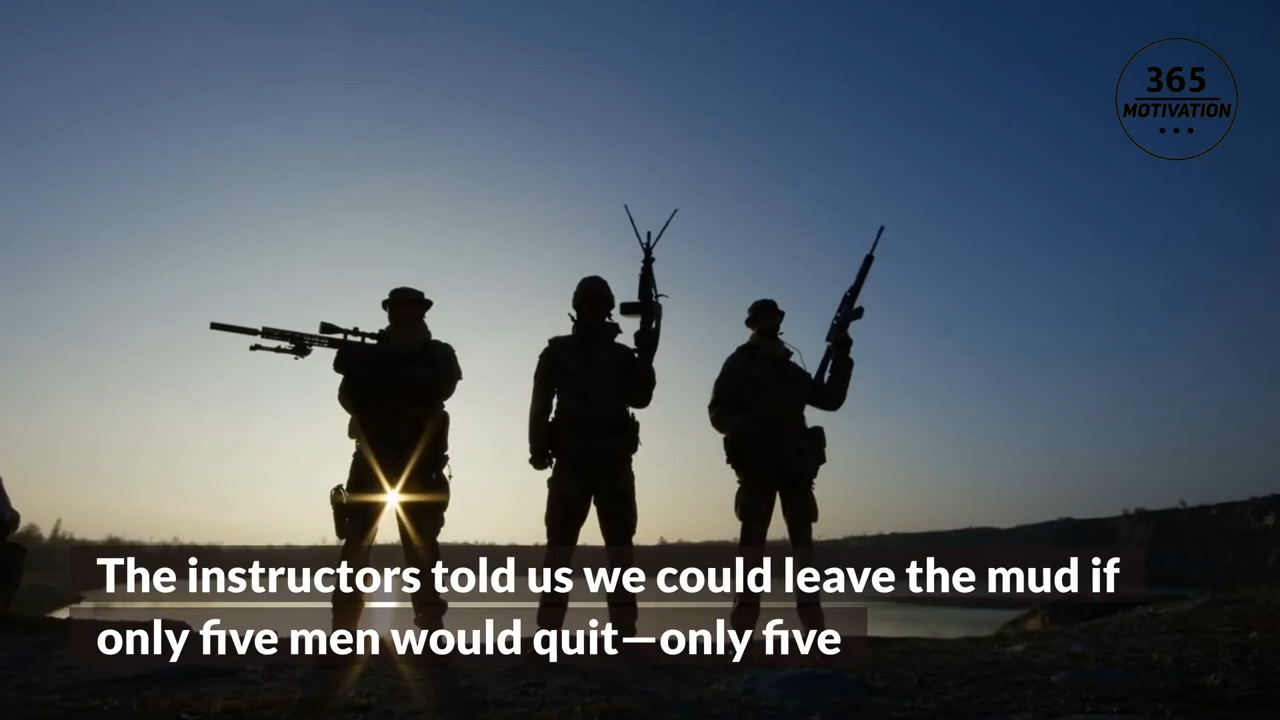 365
MOTIVATION
The instructors told us we could leave the mud if
only five men would quit—only five